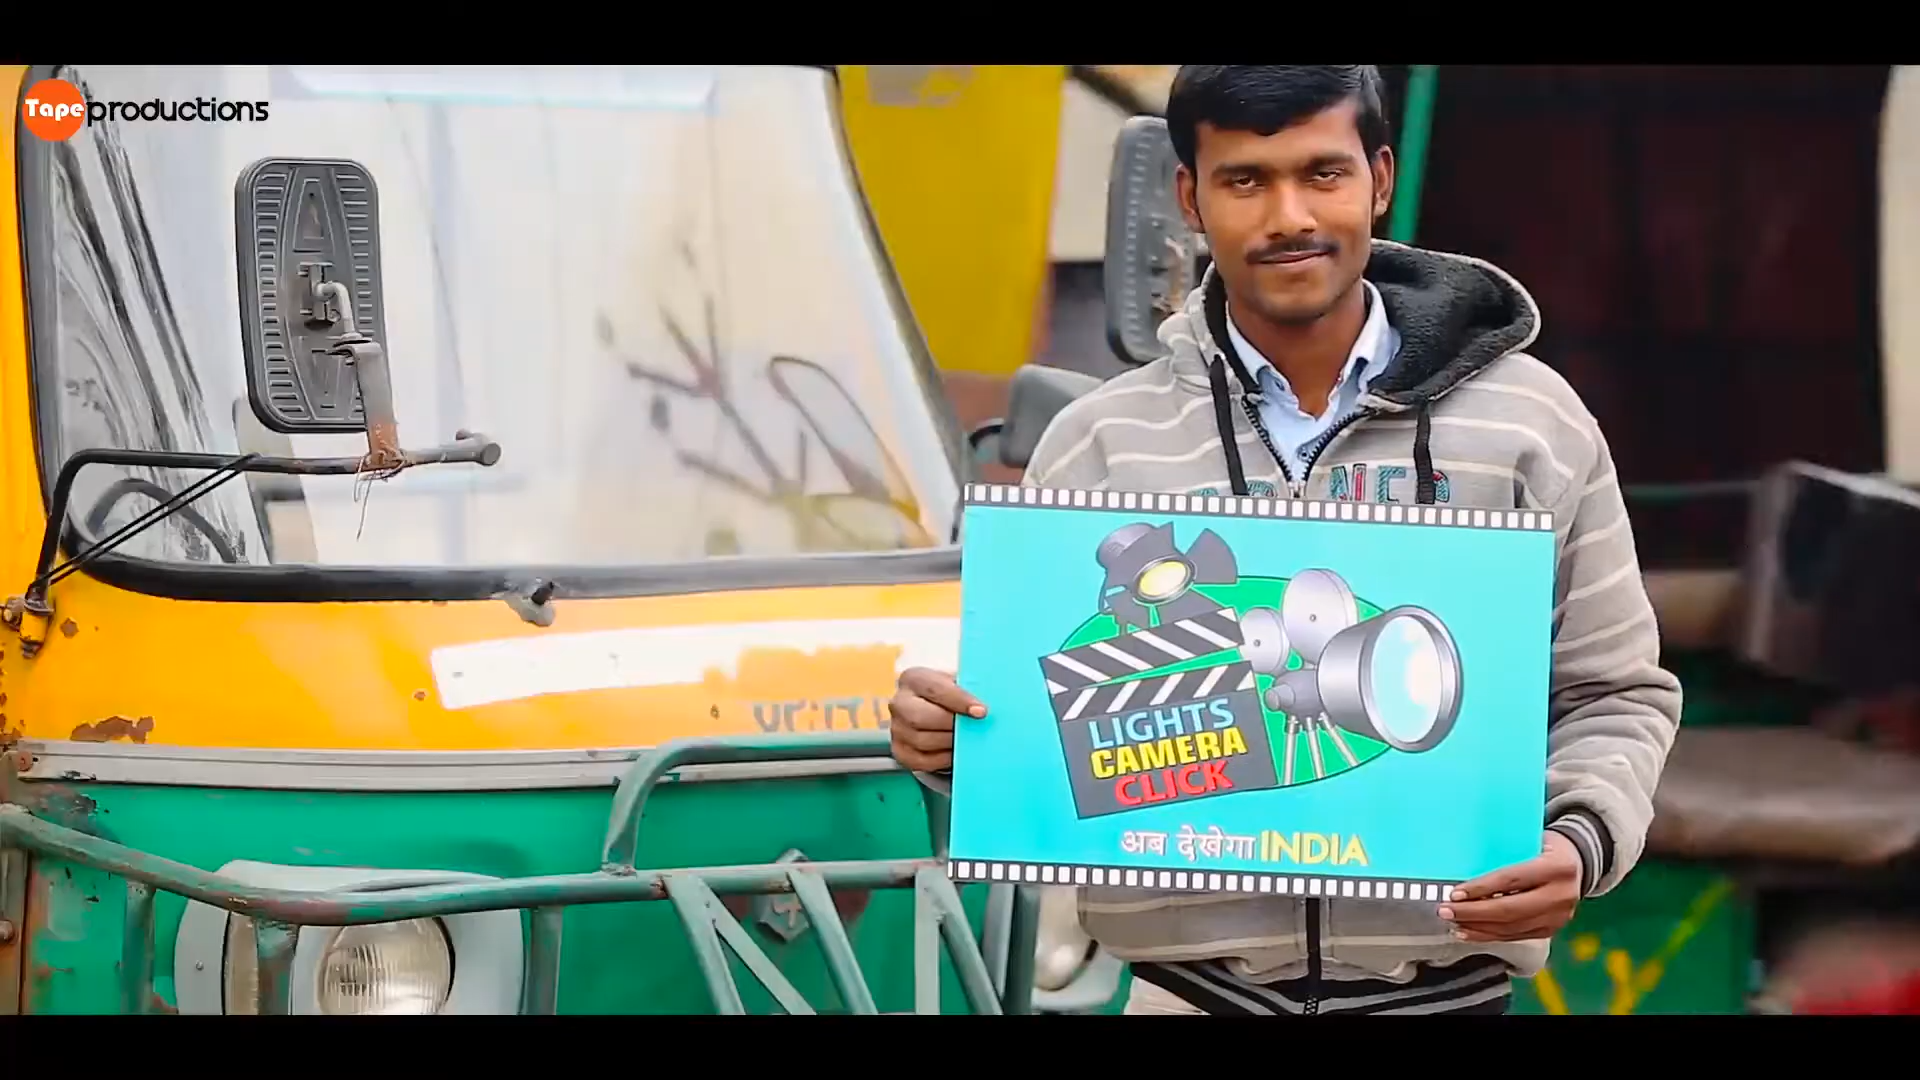 Tapeproductions
LIGHTS
CAMERA
CLICK
अब देखेगा INDIA